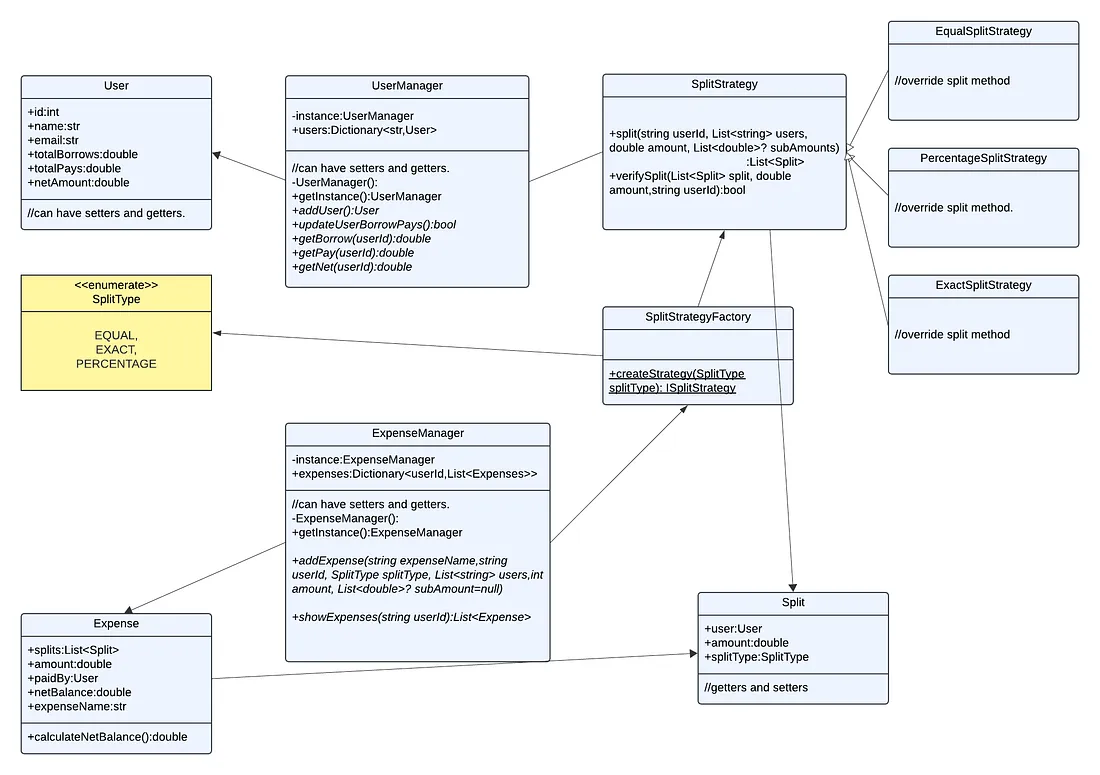 User
+id:int
+name:str
+email:str
+totalBorrows:double
+totalPays:double
+netAmount:double
//can have setters and getters.
UserManager
-instance:UserManager
+users:Dictionary<str,User>
//can have setters and getters.
-UserManager():
+getInstance():UserManager
+addUser():User
+updateUserBorrowPays():bool
+getBorrow(userId):double
+getPay(userId):double
+getNet(userId):double
SplitStrategy
+split(string userId, List<string> users,
double amount, List<double>? subAmounts)
:List<Split>
+verifySplit(List<Split> split, double
amount,string userId):bool
EqualSplitStrategy
//override split method
PercentageSplitStrategy
//override split method.
ExactSplitStrategy
//override split method
<<enumerate>>
SplitType
EQUAL,
EXACT,
PERCENTAGE
SplitStrategyFactory
+createStrategy(SplitType
splitType): ISplitStrategy
ExpenseManager
-instance:ExpenseManager
+expenses:Dictionary<userId,List<Expenses>>
//can have setters and getters.
-ExpenseManager():
+getInstance():ExpenseManager
+addExpense(string expenseName,string
userId, SplitType splitType, List<string> users,int
amount, List<double>? subAmount=null)
+showExpenses(string userId):List<Expense>
Expense
+splits:List<Split>
+amount:double
+paidBy:User
+netBalance:double
+expenseName:str
+calculateNetBalance():double
Split
+user:User
+amount:double
+splitType:SplitType
//getters and setters